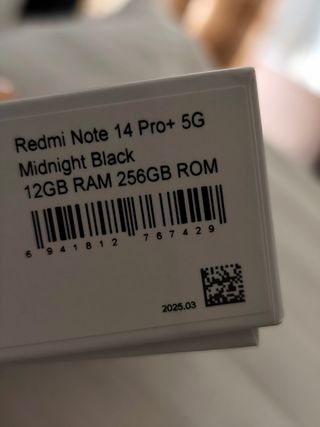 Redmi Note 14 Pro+ 5G
Midnight Black
12GB RAM 256GB ROM
6 941812 767429
2025.03